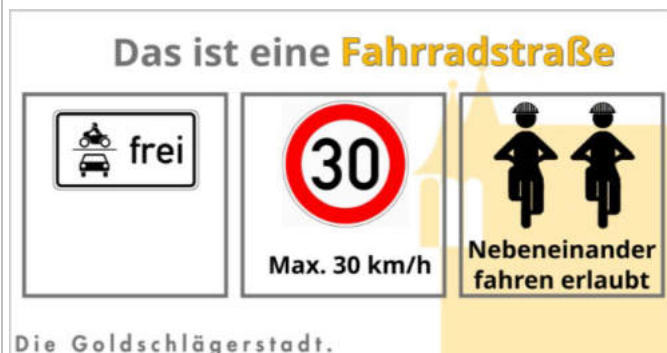 Das ist eine Fahrradstraße
frei
30
Max. 30 km/h
Nebeneinander
fahren erlaubt
Die Goldschlägerstadt.